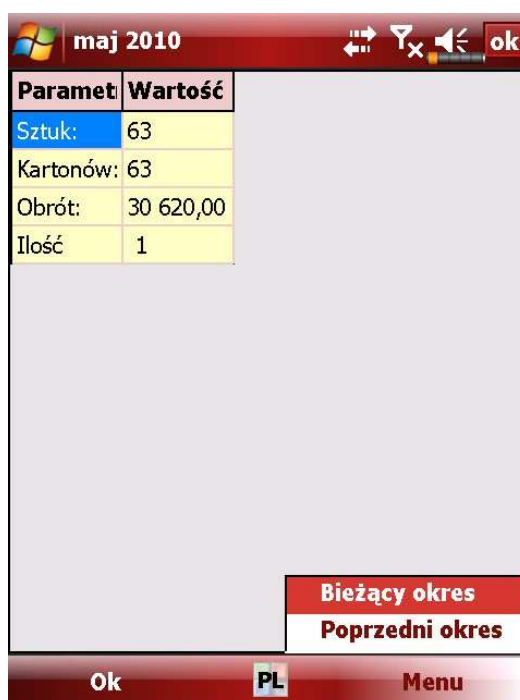 maj 2010 ok
Paramet Wartość
Sztuk: 63
Kartonów: 63
Obrót: 30 620,00
Ilość 1
Bieżący okres
Poprzedni okres
Ok PL Menu